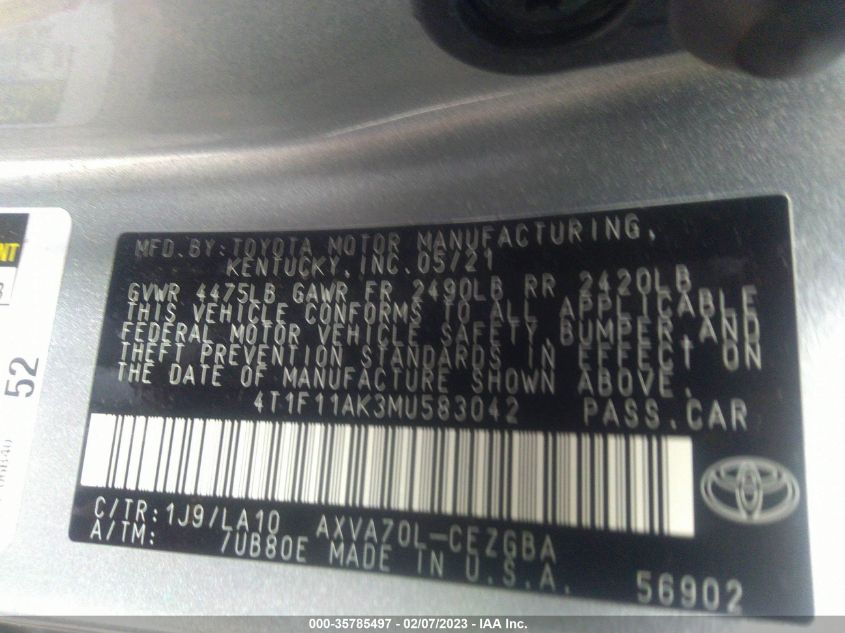 MFD. BY: TOYOTA MOTOR MANUFACTURING,
KENTUCKY, INC. 05/21
GVWR 4475LB GAWR FR 2490LB RR 2420LB
THIS VEHICLE CONFORMS TO ALL APPLICABLE
FEDERAL MOTOR VEHICLE SAFETY, BUMPER, AND
THEFT PREVENTION STANDARDS IN EFFECT ON
THE DATE OF MANUFACTURE SHOWN ABOVE.
4T1F11AK3MU583042 PASS.CAR
C/TR: 1J9/LA10 AXVA70L-CEZGBA
A/TM: 7UB80E MADE IN U.S.A.
56902
52
000-35785497 - 02/07/2023 - IAA Inc.